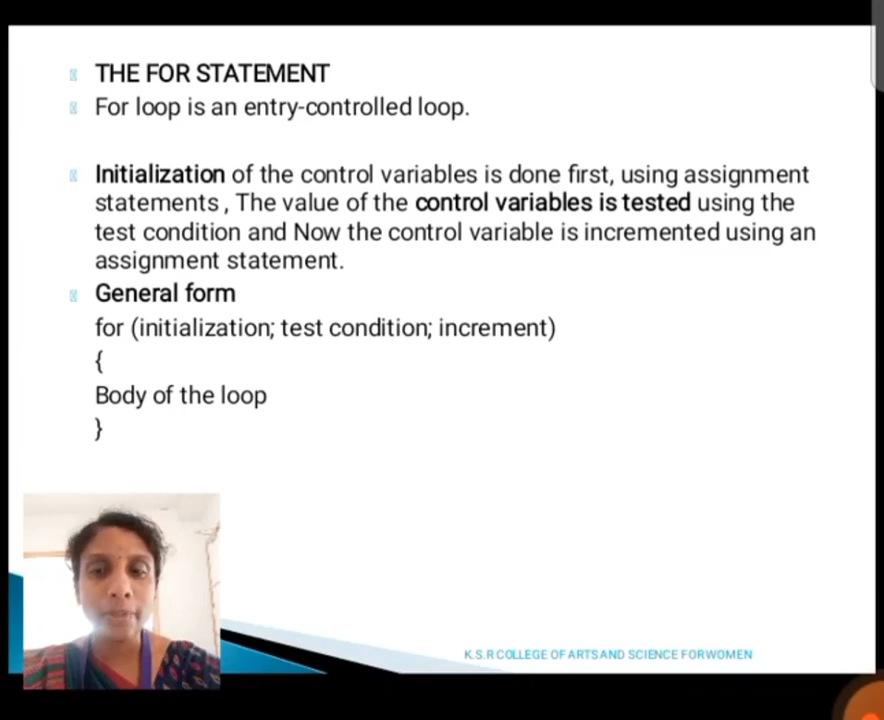 THE FOR STATEMENT
For loop is an entry-controlled loop.
Initialization of the control variables is done first, using assignment
statements , The value of the control variables is tested using the
test condition and Now the control variable is incremented using an
assignment statement.
General form
for (initialization; test condition; increment)
{
Body of the loop
}
K.S.R COLLEGE OF ARTS AND SCIENCE FOR WOMEN